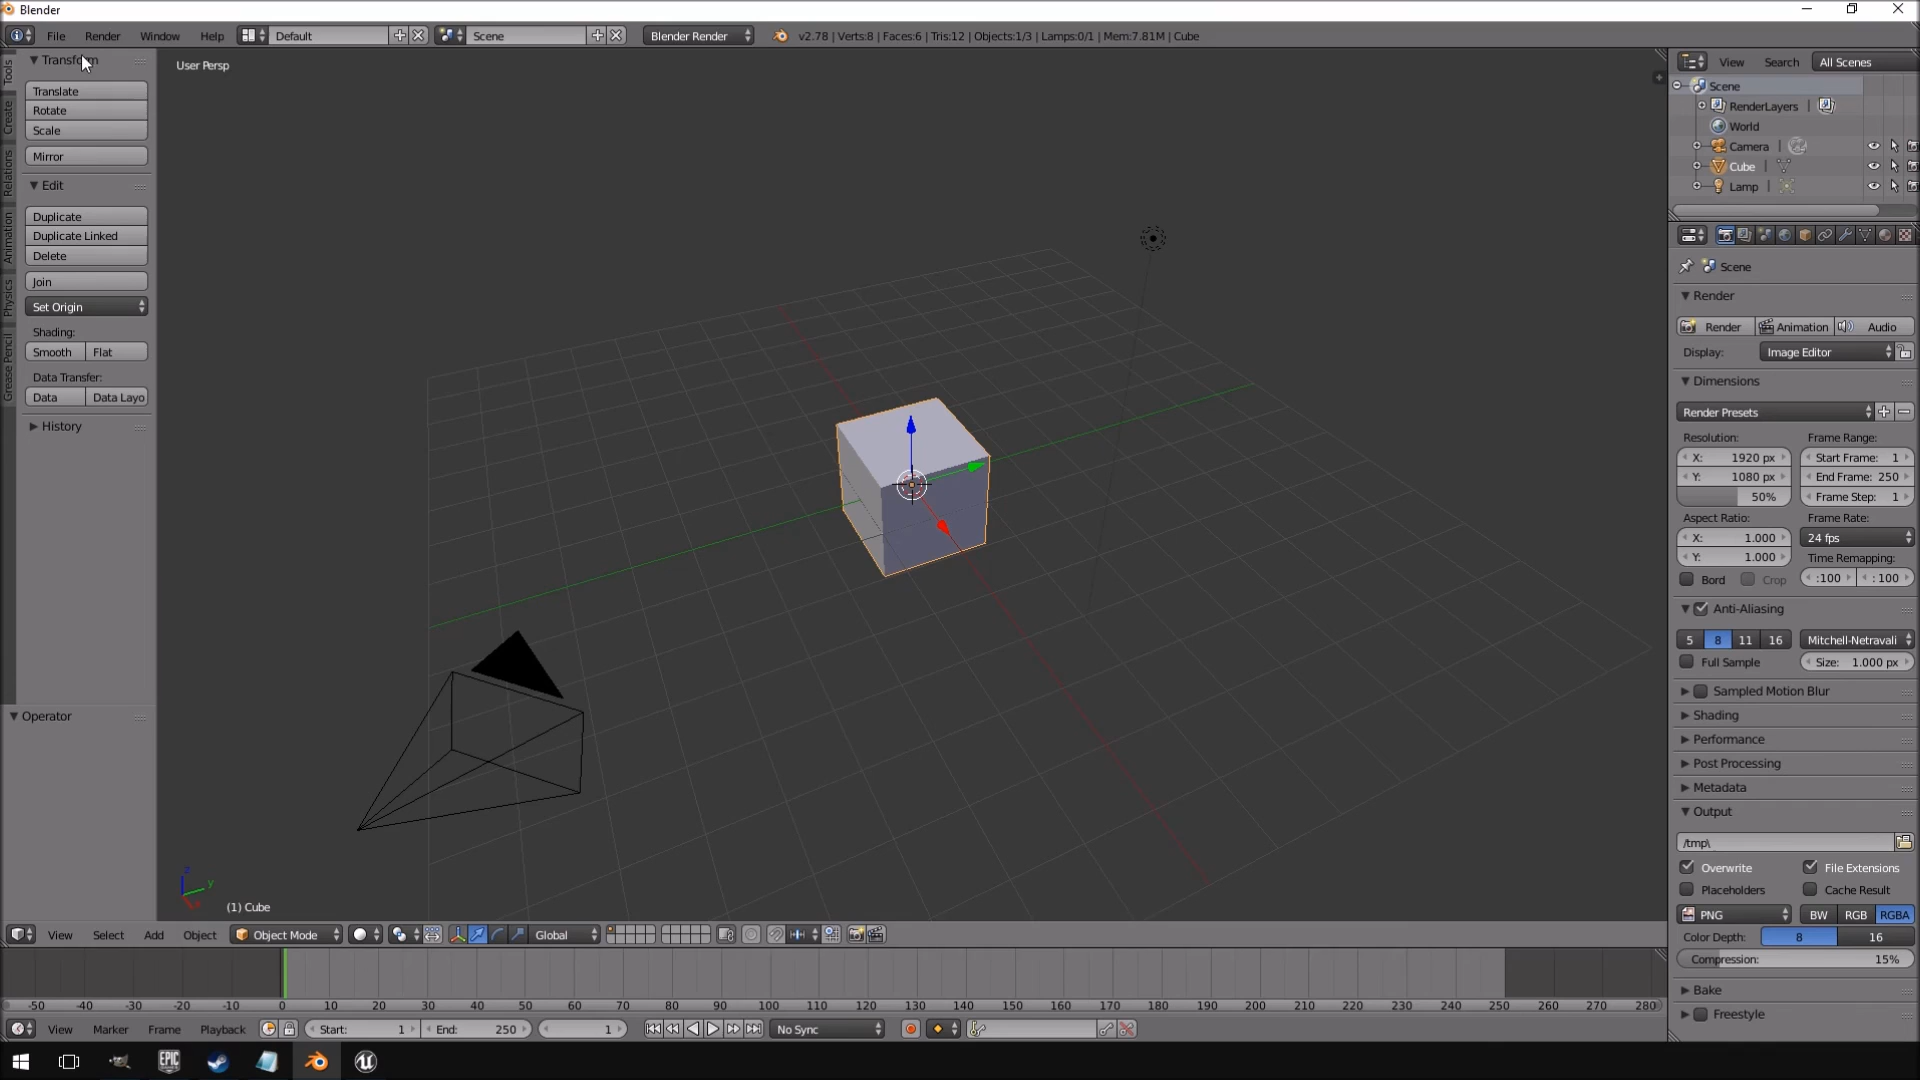 Blender
File Render Window Help Default Scene Blender Render v2.78 | Verts:8 | Faces:6 | Tris:12 | Objects:1/3 | Lamps:0/1 | Mem:7.81M | Cube
Transform
User Persp
Tools
Create
Relations
Animation
Physics
Grease Pencil
Translate
Rotate
Scale
Mirror
Edit
Duplicate
Duplicate Linked
Delete
Join
Set Origin
Shading:
Smooth Flat
Data Transfer:
Data Data Layo
History
Operator
z
y
(1) Cube
View Search All Scenes
Scene
RenderLayers |
World
Camera |
Cube |
Lamp |
Scene
Render
Render Animation Audio
Display: Image Editor
Dimensions
Render Presets
Resolution: Frame Range:
X: 1920 px Start Frame: 1
Y: 1080 px End Frame: 250
50% Frame Step: 1
Aspect Ratio: Frame Rate:
X: 1.000 24 fps
Y: 1.000 Time Remapping:
Bord Crop :100 : 100
Anti-Aliasing
5 8 11 16 Mitchell-Netravali
Full Sample Size: 1.000 px
Sampled Motion Blur
Shading
Performance
Post Processing
Metadata
Output
/tmp\
Overwrite File Extensions
Placeholders Cache Result
PNG BW RGB RGBA
Color Depth: 8 16
Compression: 15%
Bake
Freestyle
View Select Add Object Object Mode Global
-50 -40 -30 -20 -10 0 10 20 30 40 50 60 70 80 90 100 110 120 130 140 150 160 170 180 190 200 210 220 230 240 250 260 270 280
View Marker Frame Playback Start: 1 End: 250 1 No Sync
EPIC GAMES